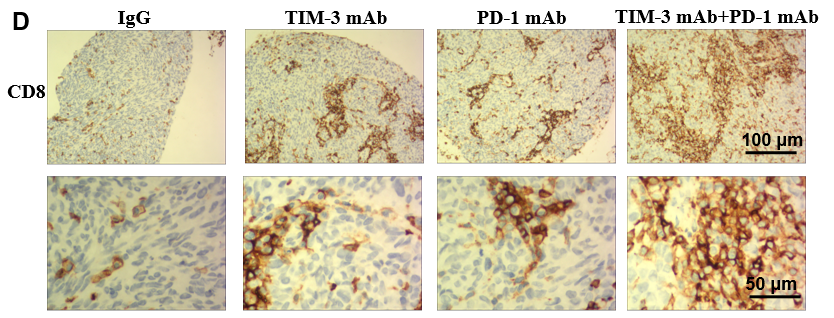 D
IgG TIM-3 mAb PD-1 mAb TIM-3 mAb+PD-1 mAb
CD8
100 μm
50 μm